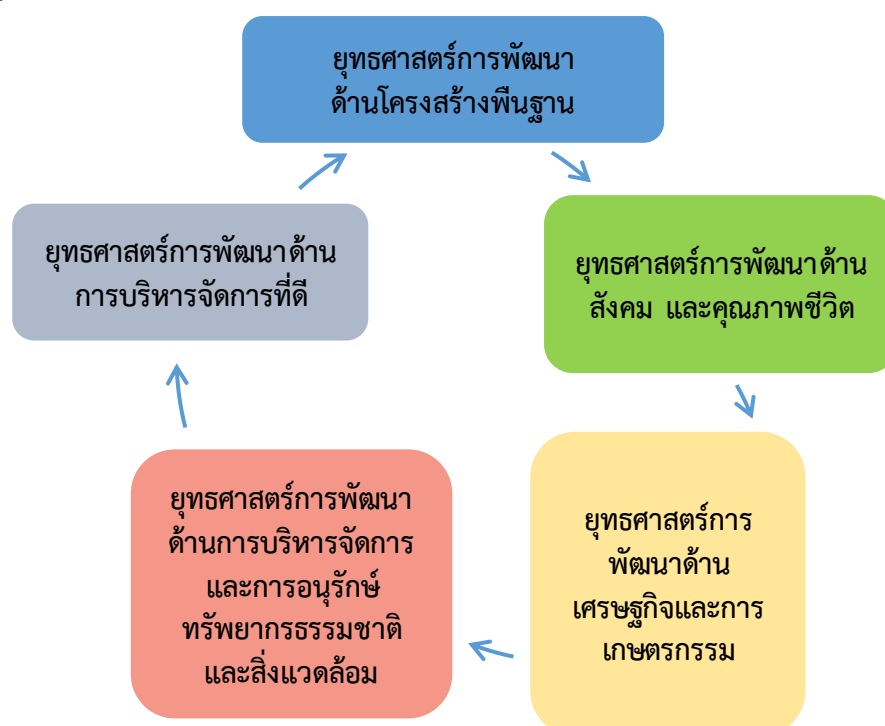 ยุทธศาสตร์การพัฒนา
ด้านโครงสร้างพื้นฐาน
ยุทธศาสตร์การพัฒนาด้าน
สังคม และคุณภาพชีวิต
ยุทธศาสตร์การ
พัฒนาด้าน
เศรษฐกิจและการ
เกษตรกรรม
ยุทธศาสตร์การพัฒนา
ด้านการบริหารจัดการ
และการอนุรักษ์
ทรัพยากรธรรมชาติ
และสิ่งแวดล้อม
ยุทธศาสตร์การพัฒนาด้าน
การบริหารจัดการที่ดี